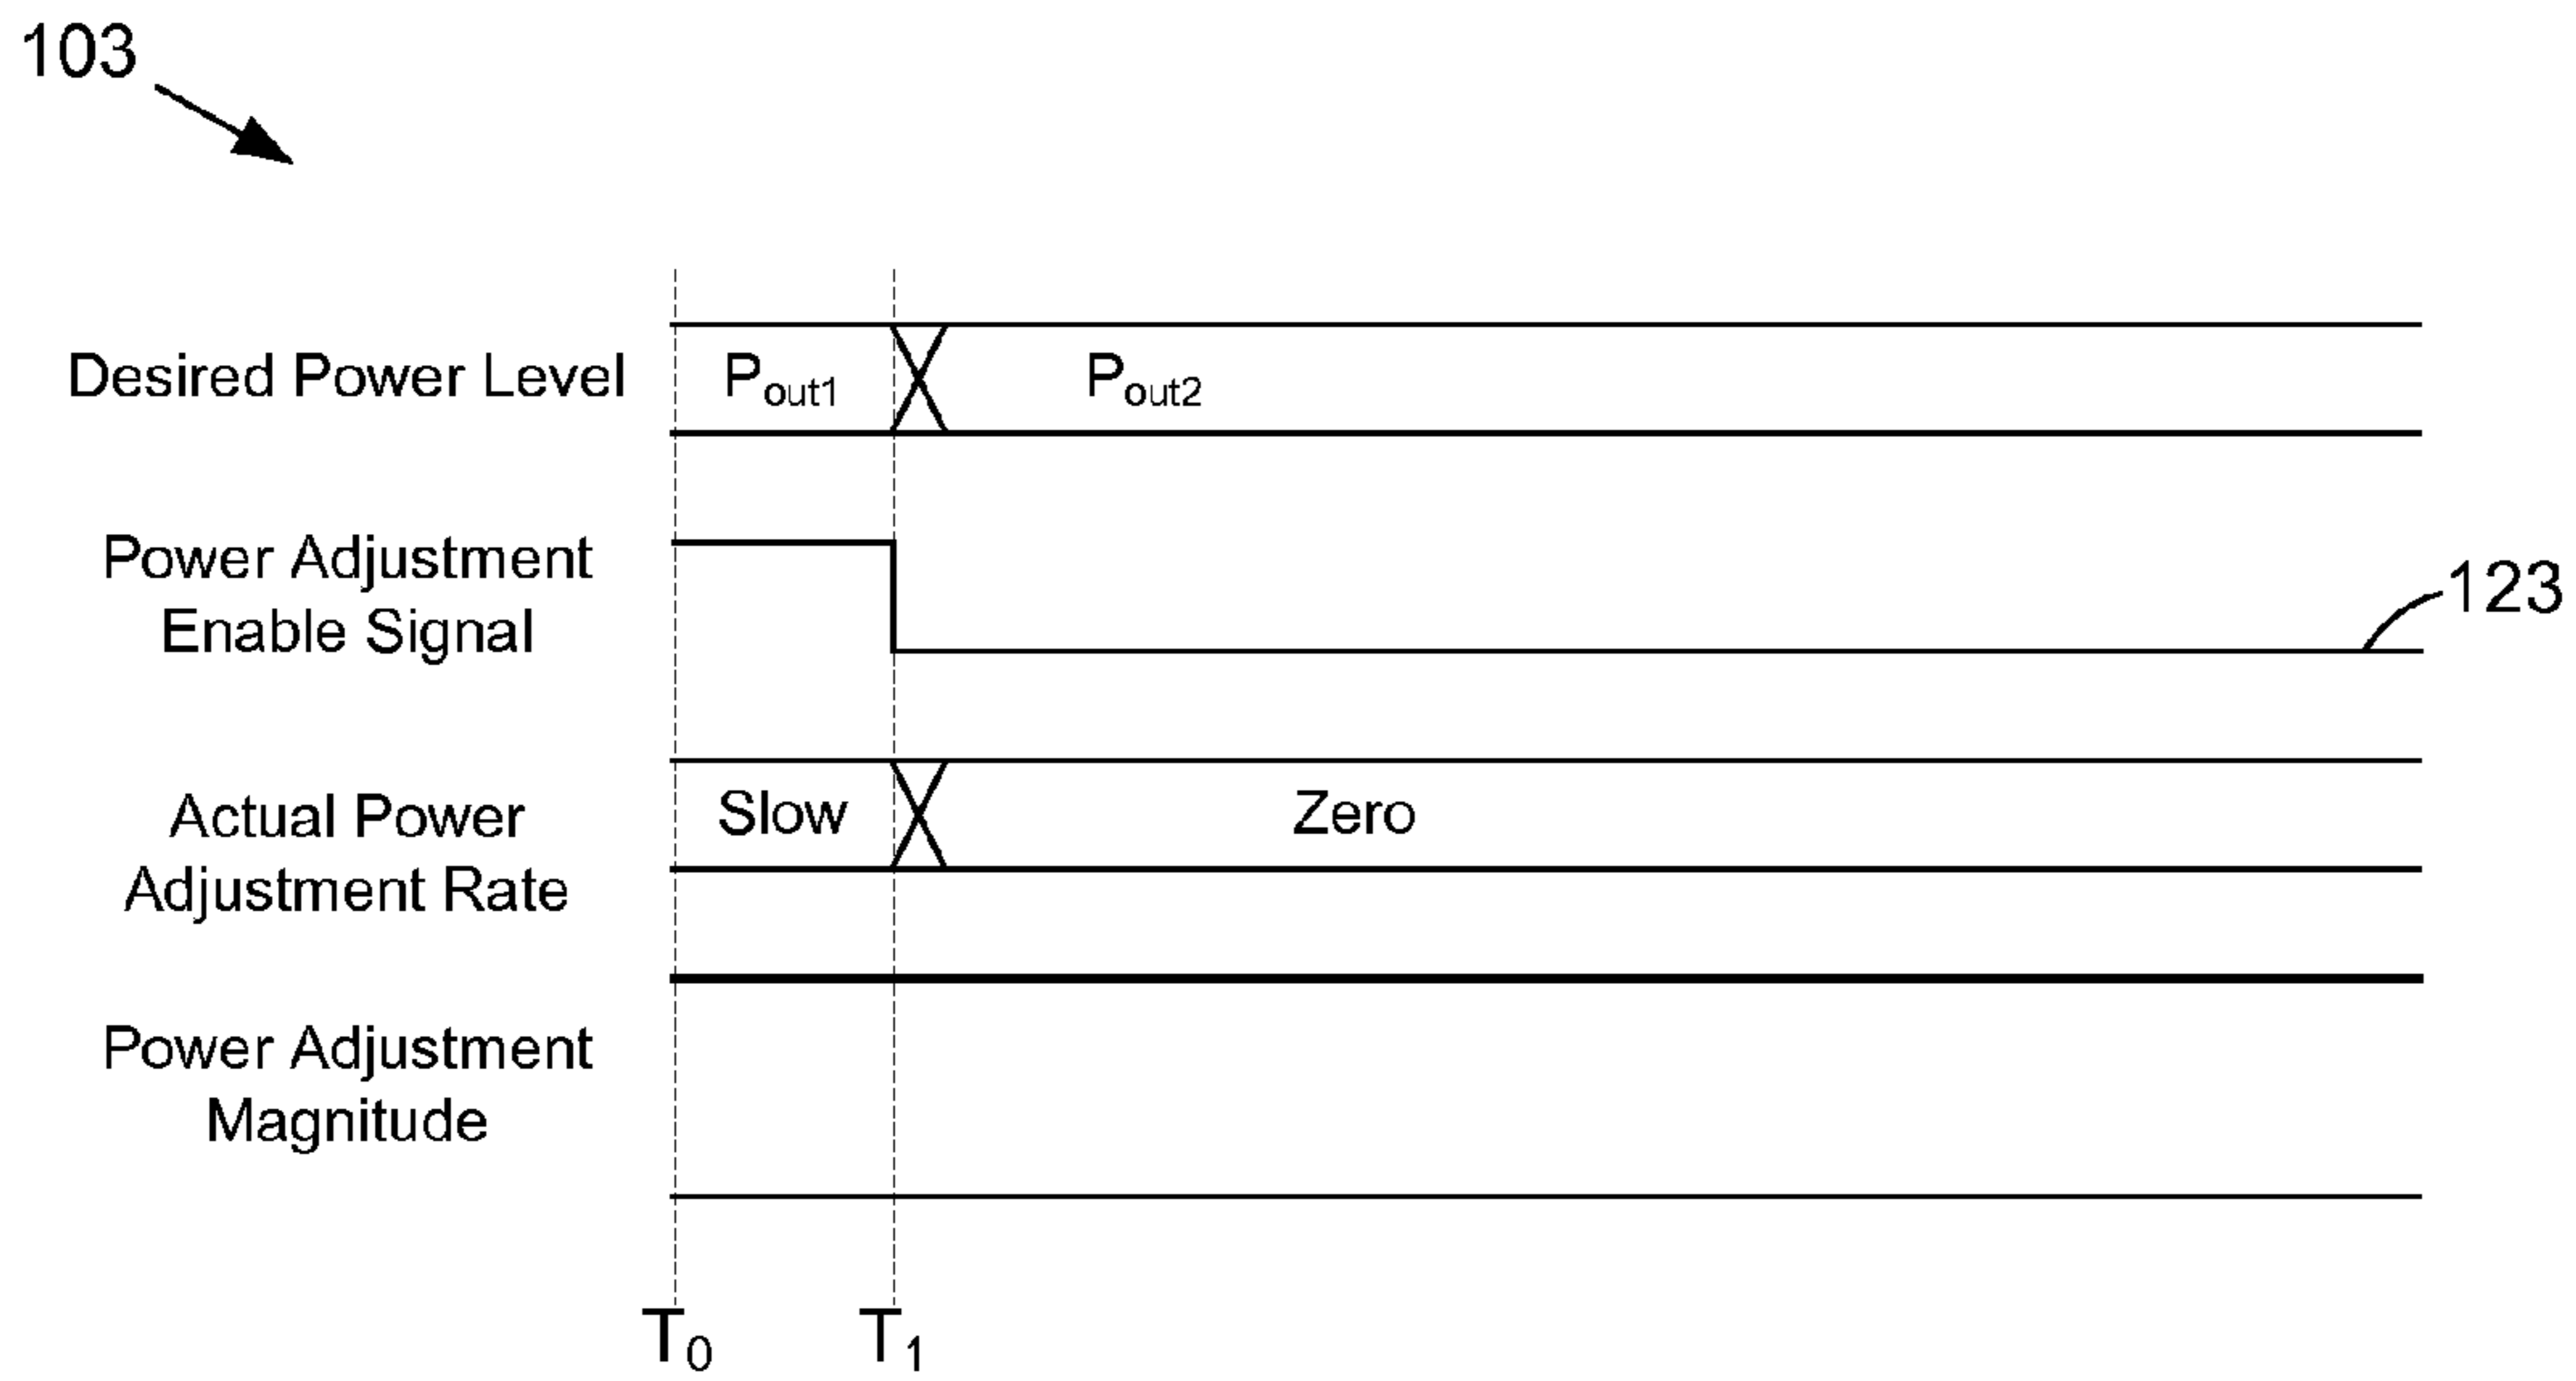 103
Desired Power Level
Pout1
Pout2
Power Adjustment
Enable Signal
123
Actual Power
Adjustment Rate
Slow
Zero
Power Adjustment
Magnitude
T0
T1